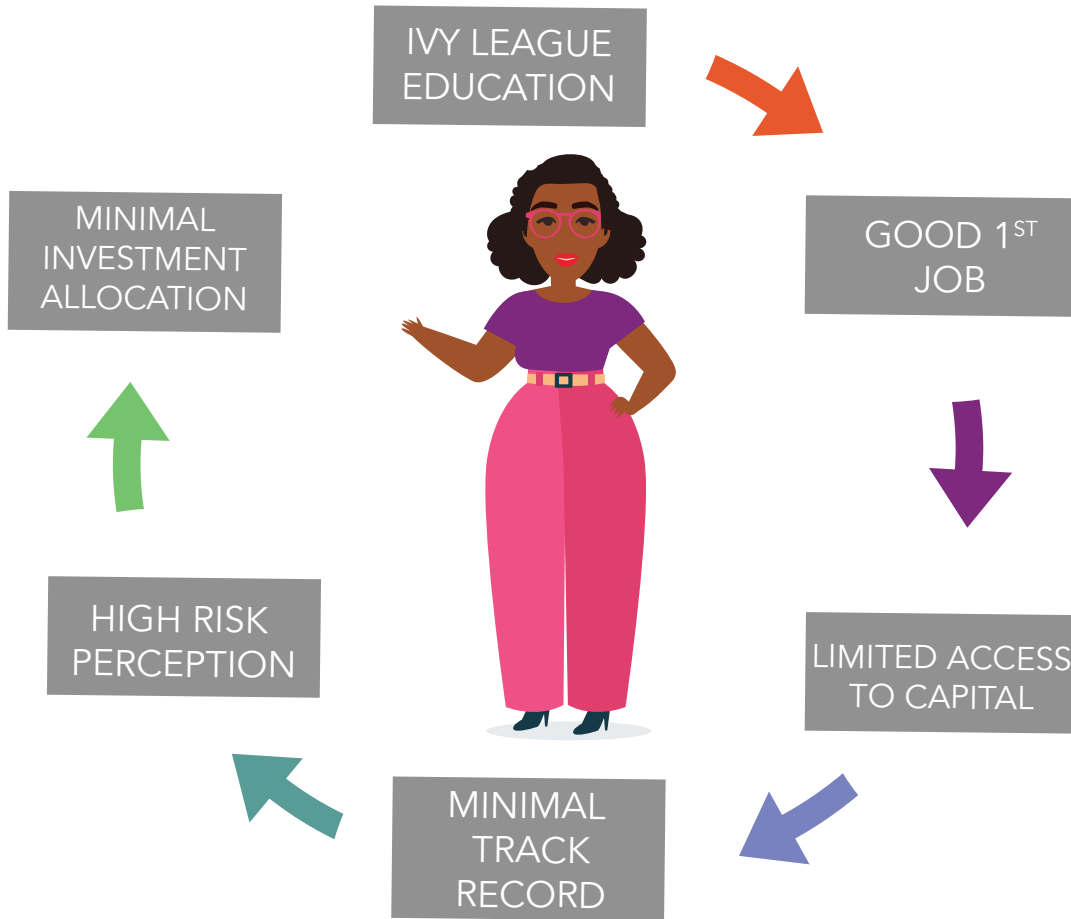 IVY LEAGUE
EDUCATION
GOOD 1ST
JOB
LIMITED ACCESS
TO CAPITAL
MINIMAL
TRACK
RECORD
HIGH RISK
PERCEPTION
MINIMAL
INVESTMENT
ALLOCATION